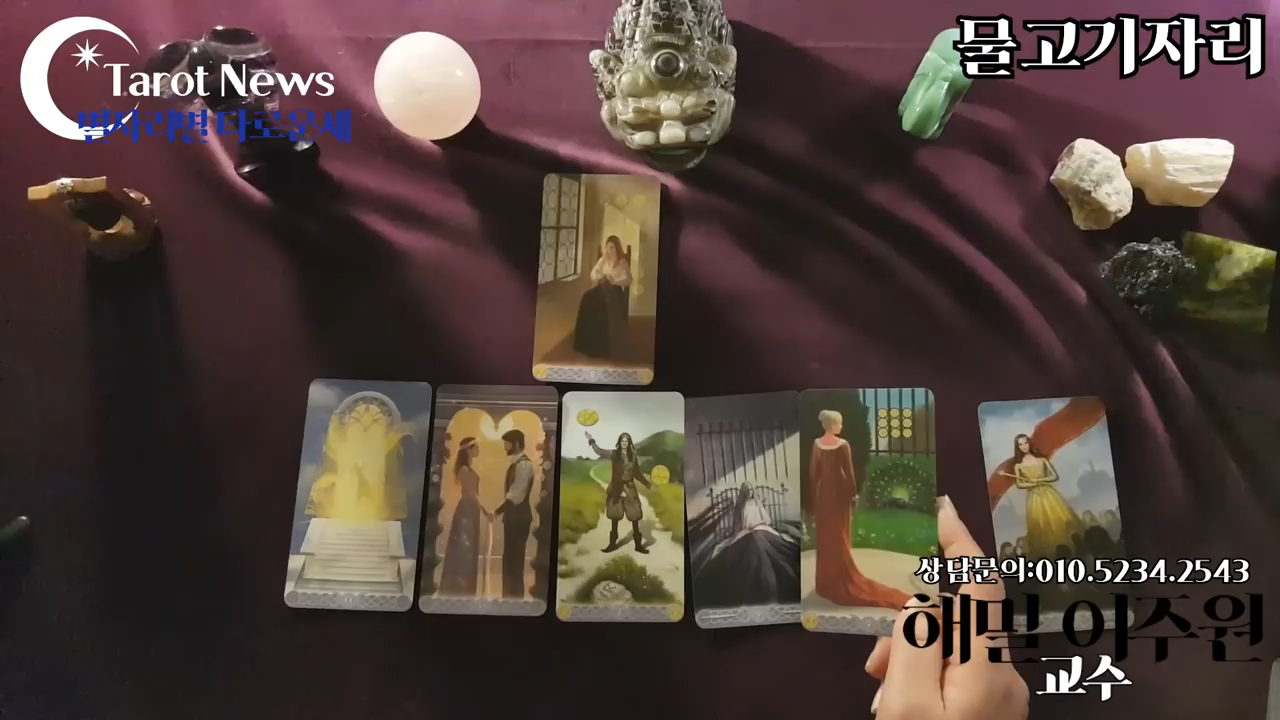 Tarot News
별자리별 타로운세
물고기자리
상담문의:010.5234.2543
해밀 이주원
교수